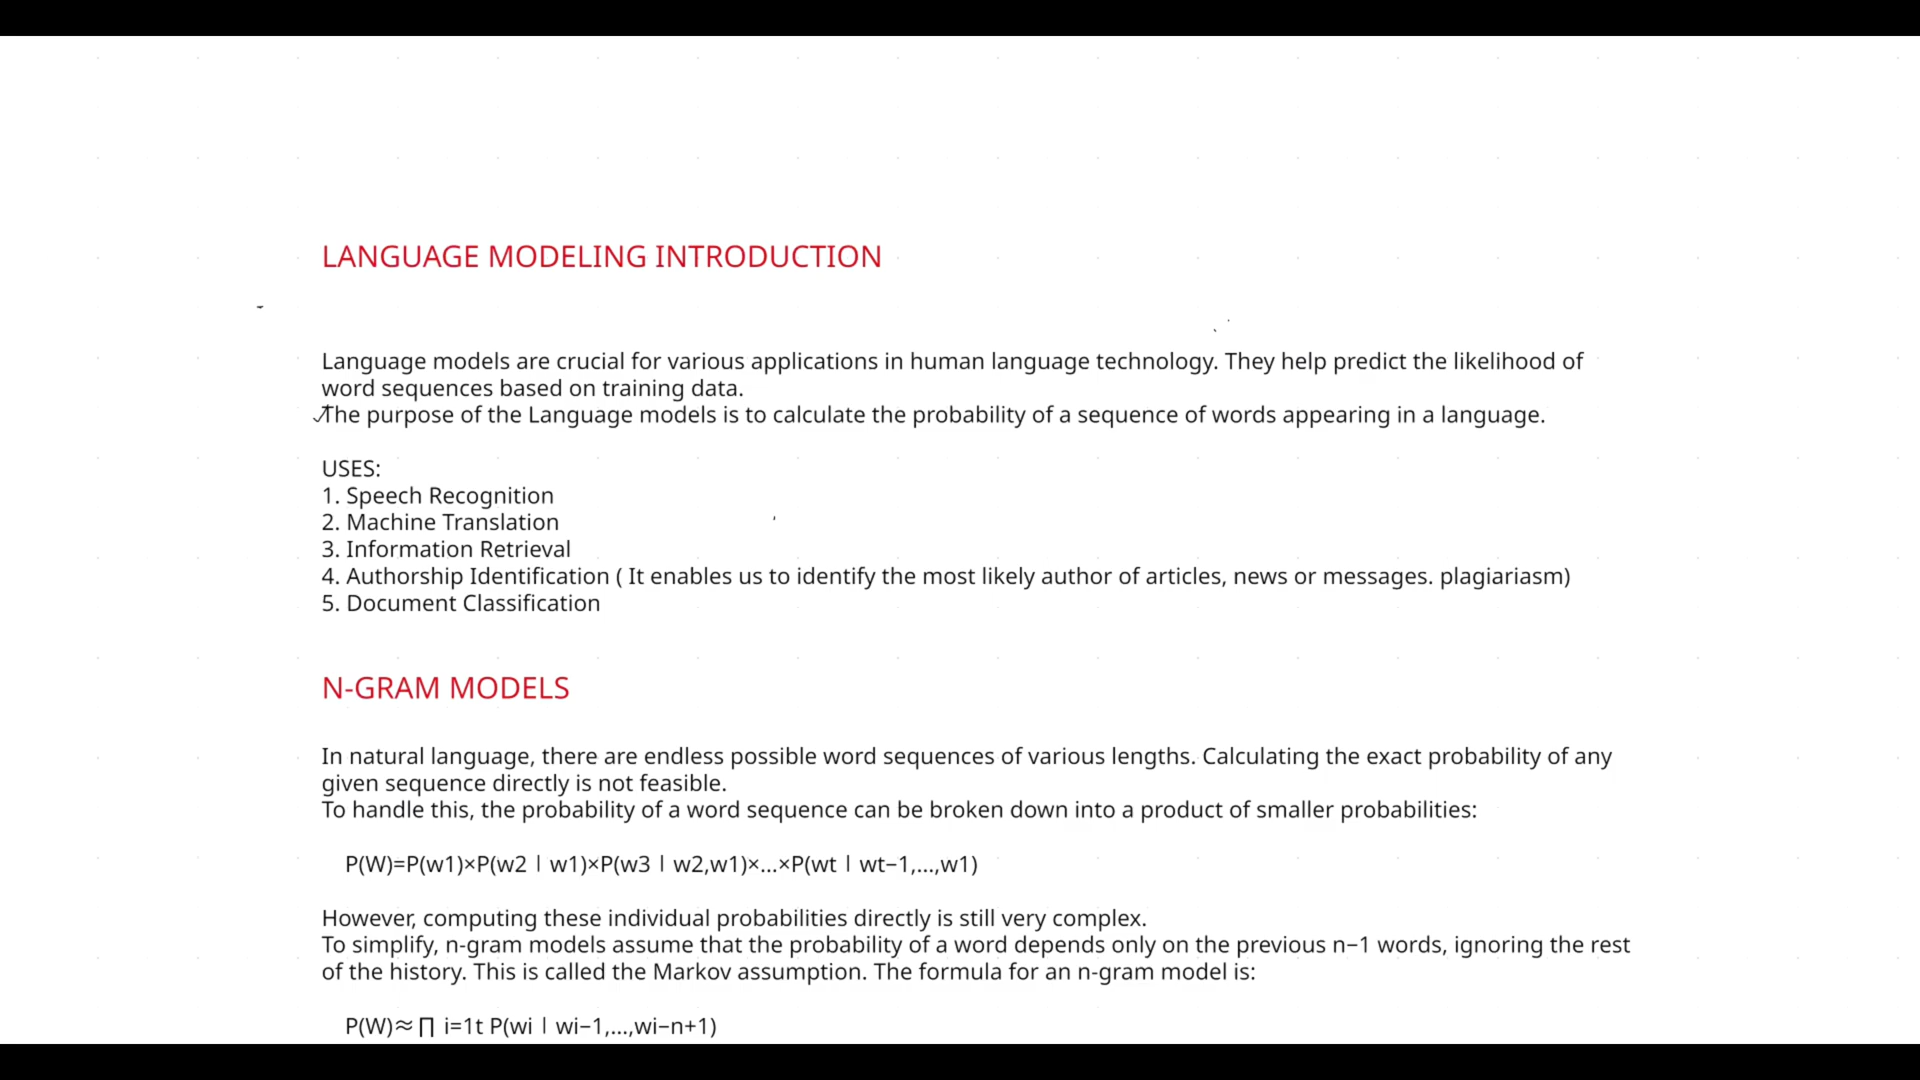 LANGUAGE MODELING INTRODUCTION
Language models are crucial for various applications in human language technology. They help predict the likelihood of
word sequences based on training data.
The purpose of the Language models is to calculate the probability of a sequence of words appearing in a language.
USES:
1. Speech Recognition
2. Machine Translation
3. Information Retrieval
4. Authorship Identification ( It enables us to identify the most likely author of articles, news or messages. plagiariasm)
5. Document Classification
N-GRAM MODELS
In natural language, there are endless possible word sequences of various lengths. Calculating the exact probability of any
given sequence directly is not feasible.
To handle this, the probability of a word sequence can be broken down into a product of smaller probabilities:
P(W)=P(w1)×P(w2∣w1)×P(w3∣w2,w1)×...×P(wt∣wt−1,...,w1)
However, computing these individual probabilities directly is still very complex.
To simplify, n-gram models assume that the probability of a word depends only on the previous n−1 words, ignoring the rest
of the history. This is called the Markov assumption. The formula for an n-gram model is:
P(W)≈∏ i=1t P(wi∣wi−1,...,wi−n+1)